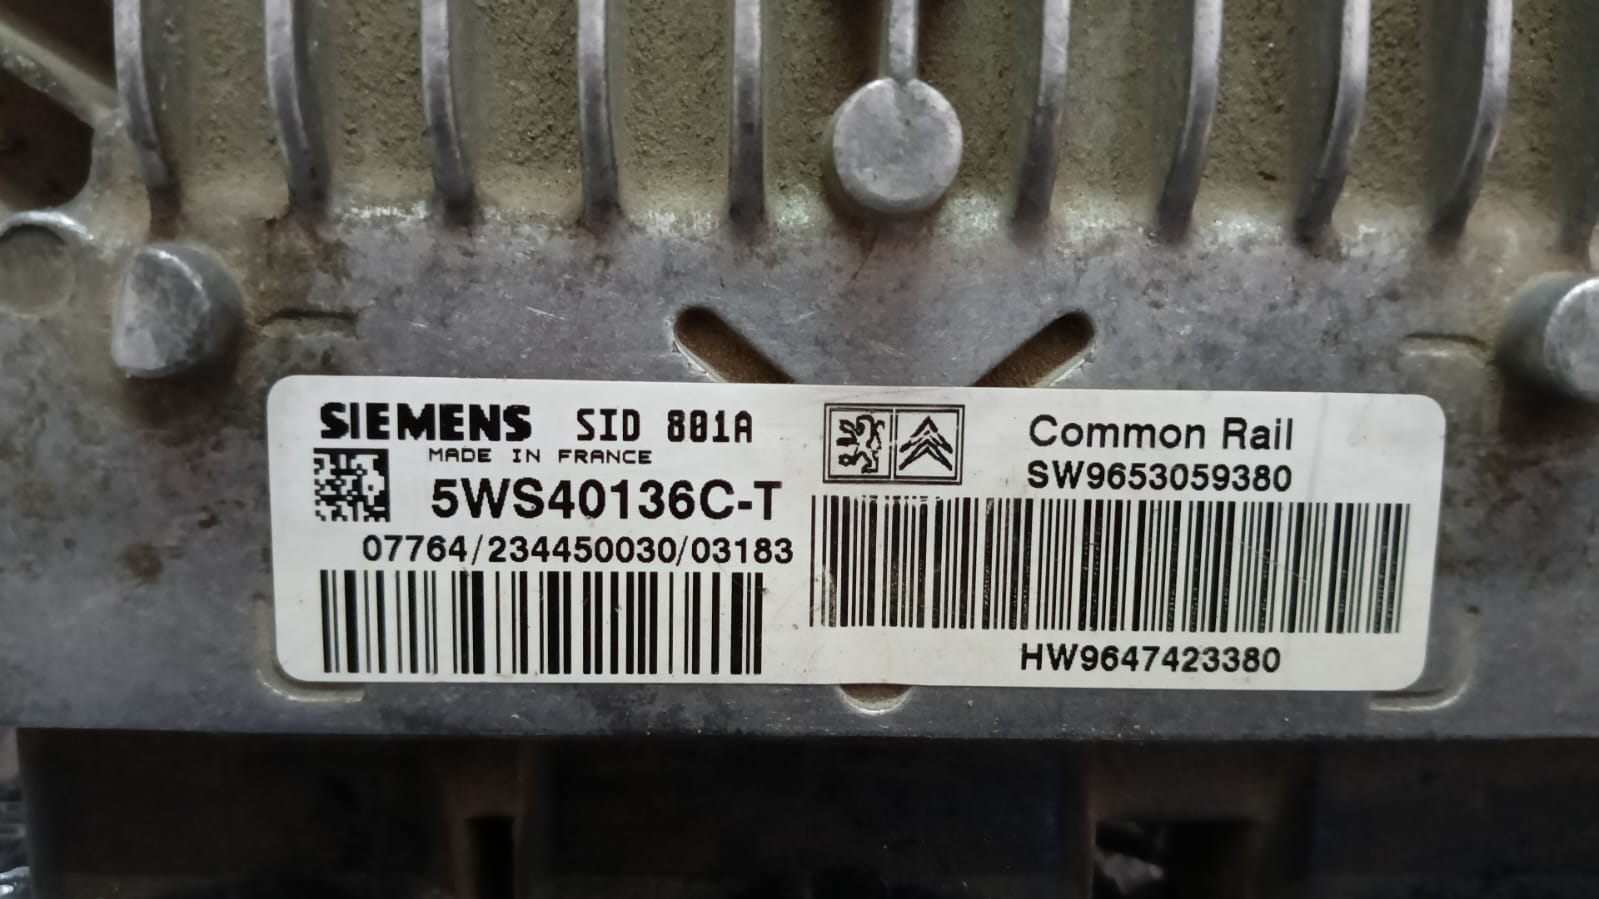 SIEMENS SID 801A
MADE IN FRANCE
5WS40136C-T
07764/234450030/03183
Common Rail
SW9653059380
HW9647423380